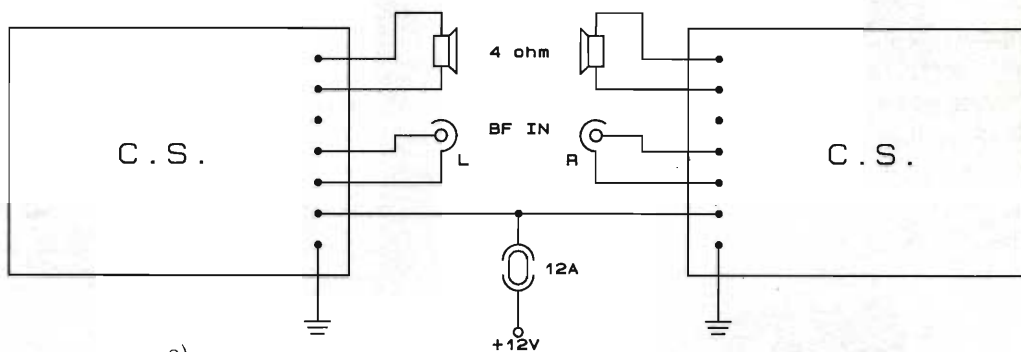 4 ohm
BF IN
C.S.
L
R
C.S.
12A
+12V
a)